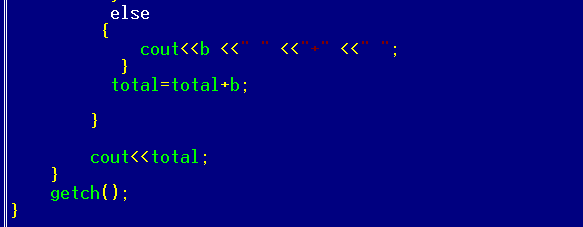 else
{
cout<<b <<" " <<"+" <<" ";
}
total=total+b;
}
cout<<total;
}
getch();
}